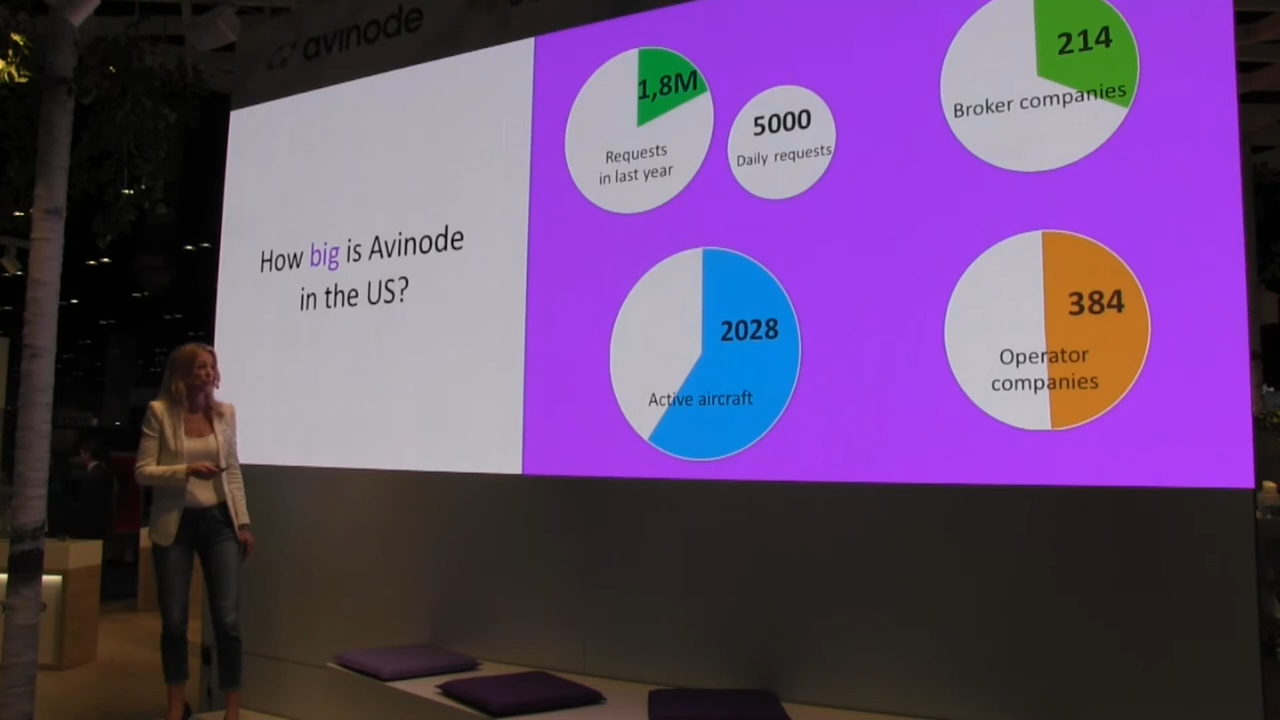 avinode
How big is Avinode
in the US?
1,8M
Requests
in last year
5000
Daily requests
214
Broker companies
2028
Active aircraft
384
Operator
companies